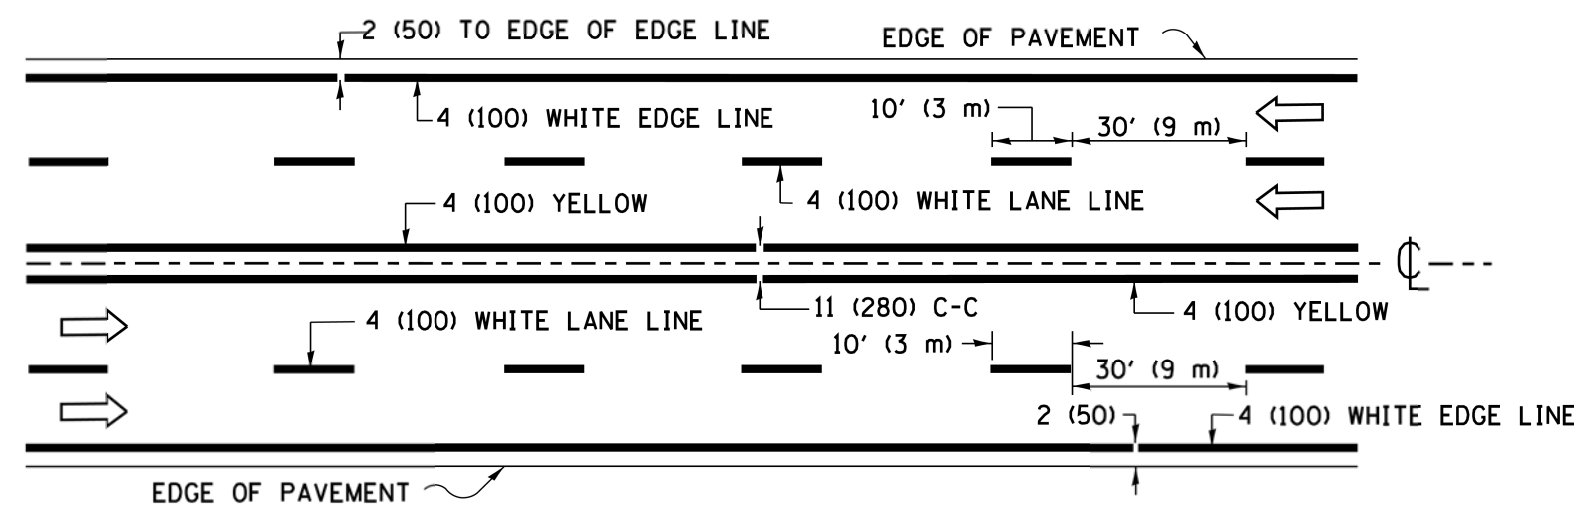 2 (50) TO EDGE OF EDGE LINE
EDGE OF PAVEMENT
4 (100) WHITE EDGE LINE
10' (3 m)
30' (9 m)
4 (100) YELLOW
4 (100) WHITE LANE LINE
℄
11 (280) C-C
4 (100) YELLOW
4 (100) WHITE LANE LINE
10' (3 m)
30' (9 m)
2 (50)
4 (100) WHITE EDGE LINE
EDGE OF PAVEMENT